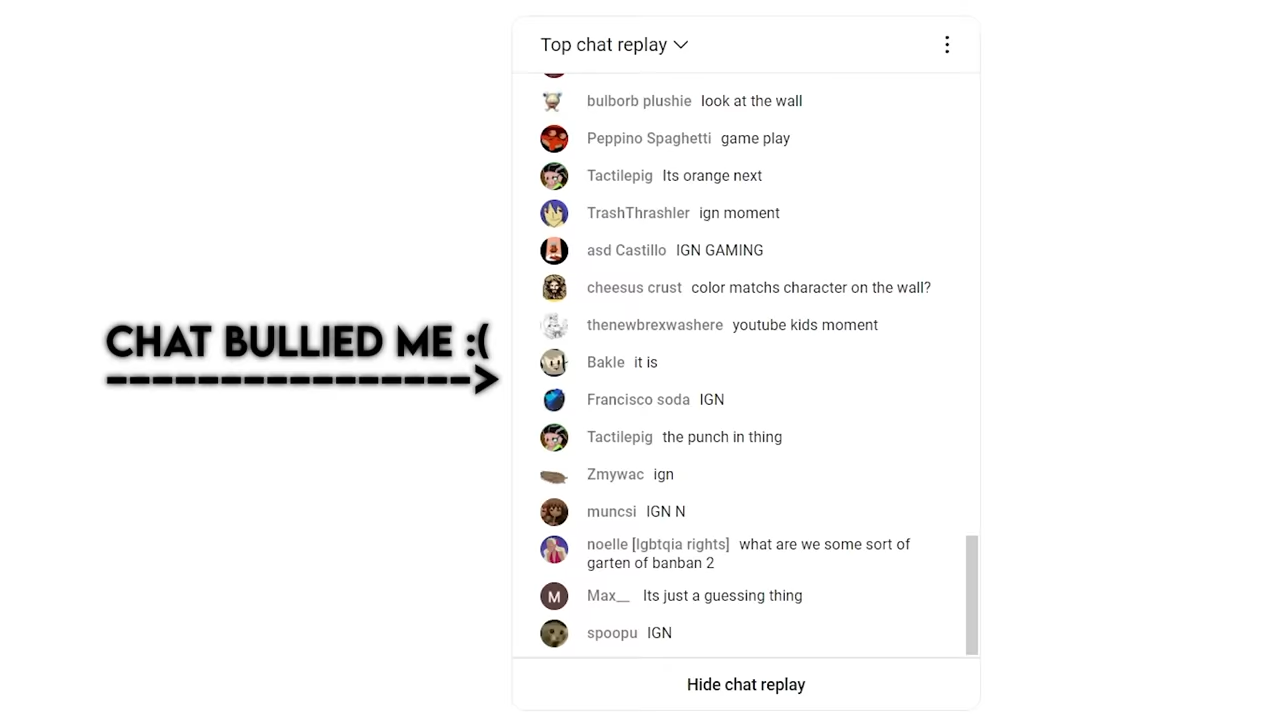 Top chat replay
bulborb plushie look at the wall
Peppino Spaghetti game play
Tactilepig Its orange next
TrashThrashler ign moment
asd Castillo IGN GAMING
cheesus crust color matchs character on the wall?
CHAT BULLIED ME :(
---------------->
thenewbrexwashere youtube kids moment
Bakle it is
Francisco soda IGN
Tactilepig the punch in thing
Zmywac ign
muncsi IGN N
noelle [lgbtqia rights] what are we some sort of
garten of banban 2
M Max__ Its just a guessing thing
spoopu IGN
Hide chat replay